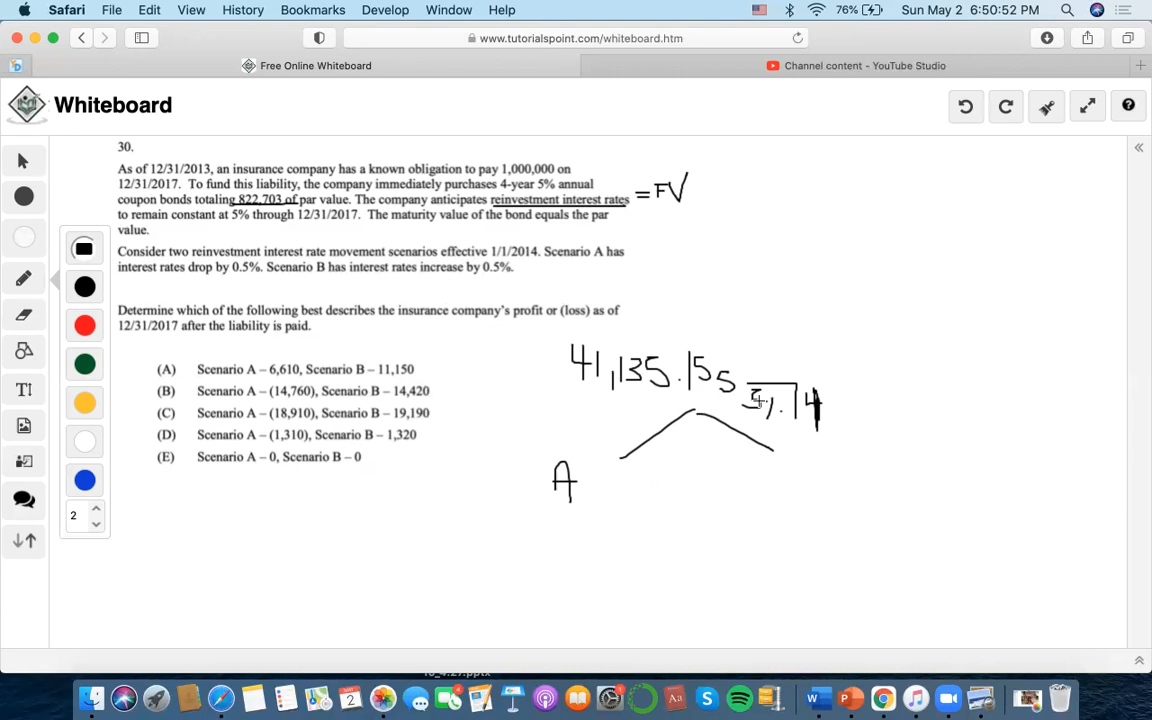 Safari File Edit View History Bookmarks Develop Window Help 76% Sun May 2 6:50:52 PM
www.tutorialspoint.com/whiteboard.htm
Free Online Whiteboard Channel content - YouTube Studio
Whiteboard
30.
As of 12/31/2013, an insurance company has a known obligation to pay 1,000,000 on
12/31/2017. To fund this liability, the company immediately purchases 4-year 5% annual
coupon bonds totaling 822,703 of par value. The company anticipates reinvestment interest rates
= FV
to remain constant at 5% through 12/31/2017. The maturity value of the bond equals the par
value.
Consider two reinvestment interest rate movement scenarios effective 1/1/2014. Scenario A has
interest rates drop by 0.5%. Scenario B has interest rates increase by 0.5%.
Determine which of the following best describes the insurance company's profit or (loss) as of
12/31/2017 after the liability is paid.
(A) Scenario A – 6,610, Scenario B – 11,150
(B) Scenario A – (14,760), Scenario B – 14,420
(C) Scenario A – (18,910), Scenario B – 19,190
(D) Scenario A – (1,310), Scenario B – 1,320
(E) Scenario A – 0, Scenario B – 0
41,135.15
A
T
2